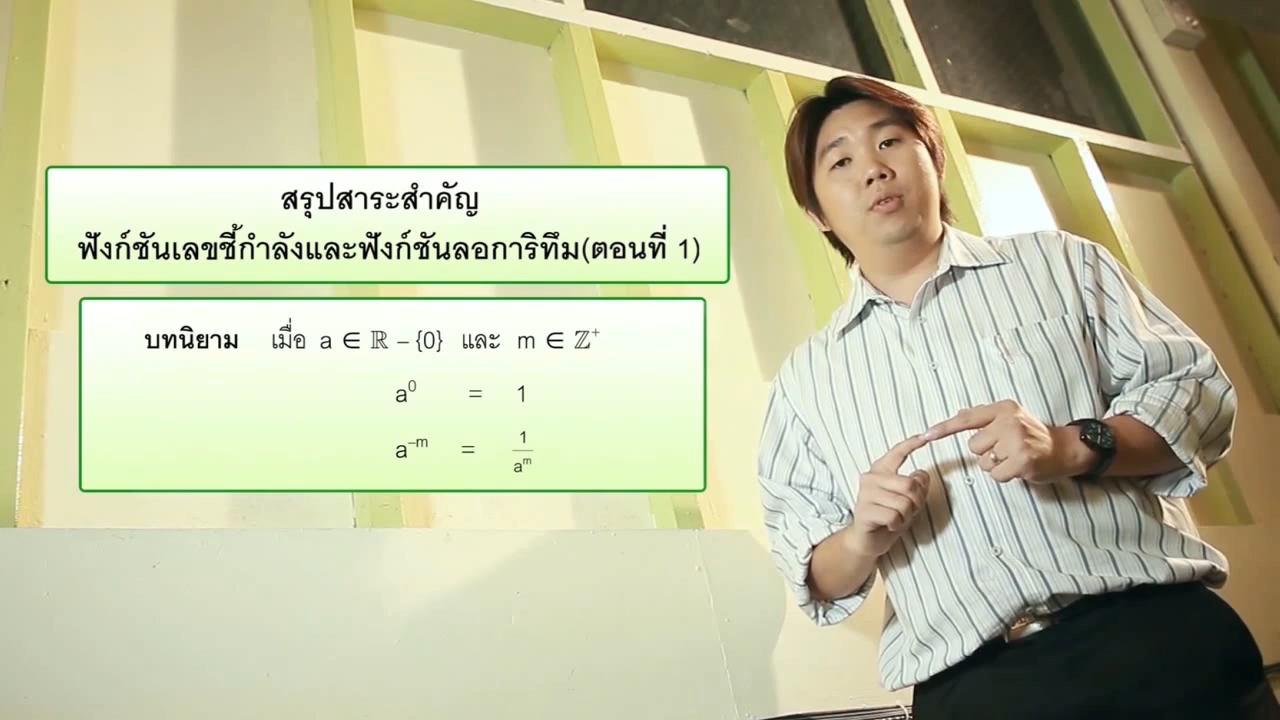 สรุปสาระสำคัญ
ฟังก์ชันเลขชี้กำลังและฟังก์ชันลอการิทึม(ตอนที่ 1)
บทนิยาม เมื่อ a ∈ ℝ – {0} และ m ∈ ℤ⁺
a⁰ = 1
a⁻ᵐ = 1/aᵐ